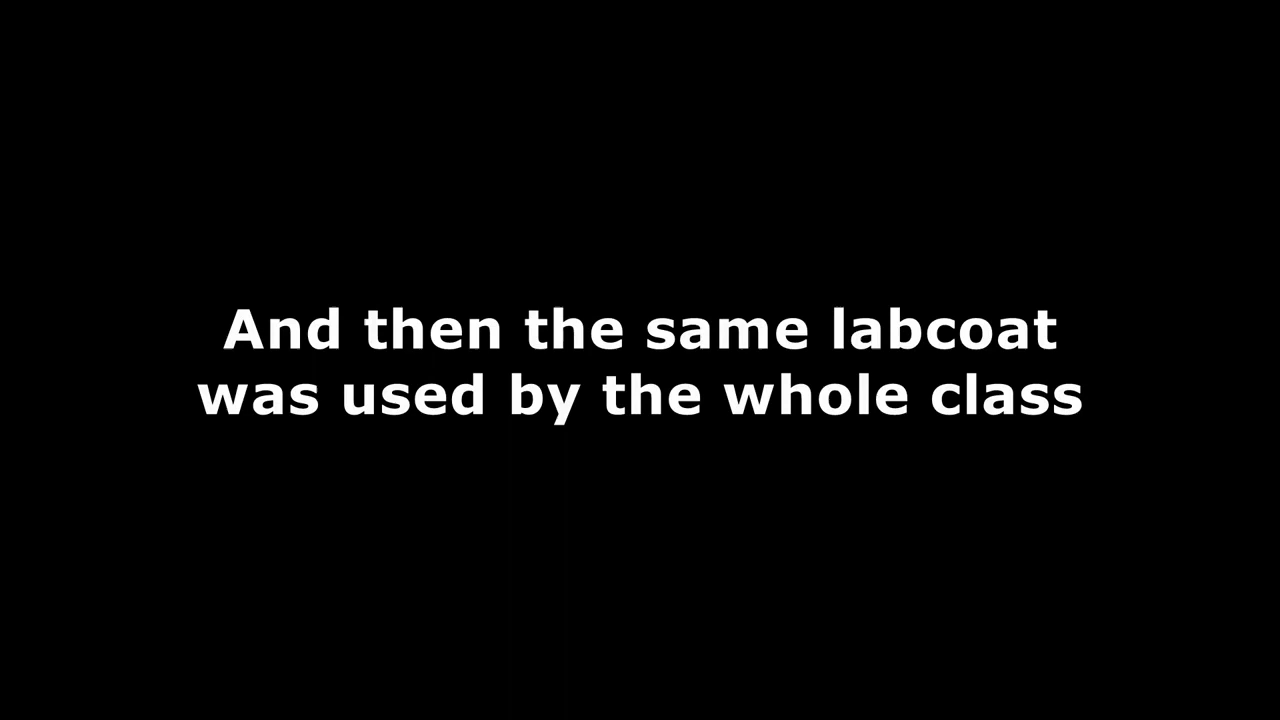 And then the same labcoat
was used by the whole class